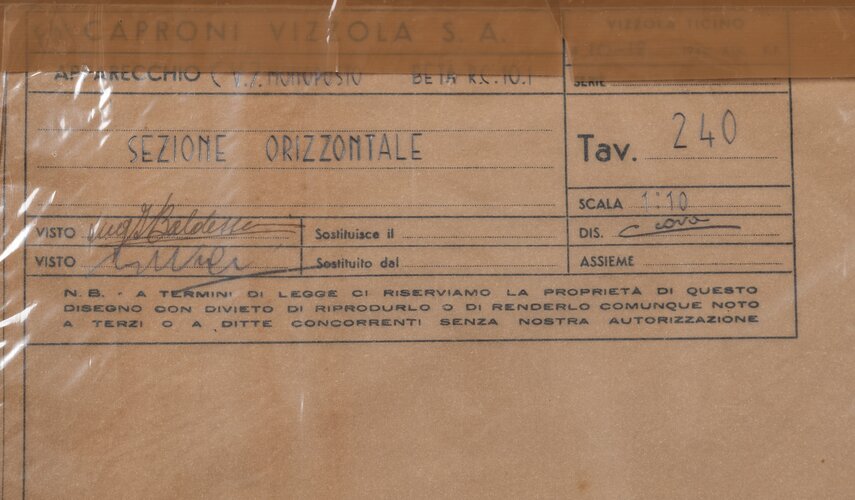 CAPRONI VIZZOLA S.A.
VIZZOLA TICINO
APPARECCHIO C V.7. MONOPOSTO BETA R.C.10.I
SERIE
SEZIONE ORIZZONTALE
Tav. 240
SCALA 1:10
VISTO Sostituisce il DIS.
VISTO Sostituito dal ASSIEME
N. B. - A TERMINI DI LEGGE CI RISERVIAMO LA PROPRIETÀ DI QUESTO
DISEGNO CON DIVIETO DI RIPRODURLO O DI RENDERLO COMUNQUE NOTO
A TERZI O A DITTE CONCORRENTI SENZA NOSTRA AUTORIZZAZIONE